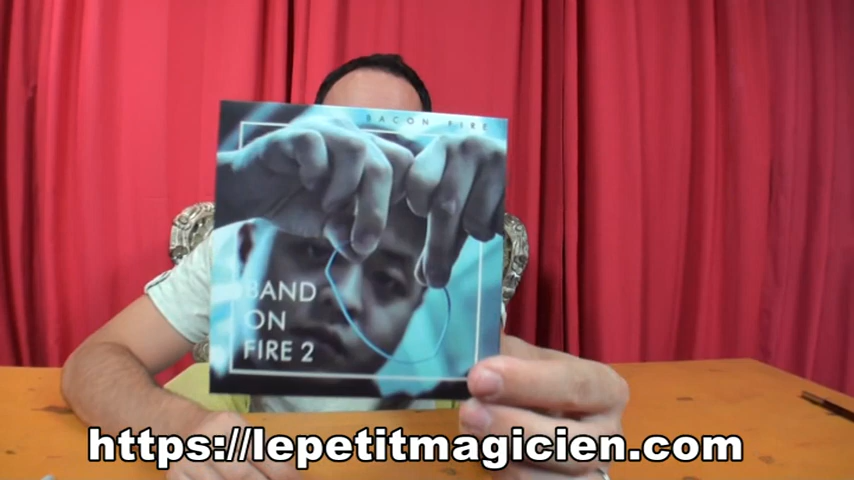 BACON FIRE
BAND
ON
FIRE 2
https://lepetitmagicien.com